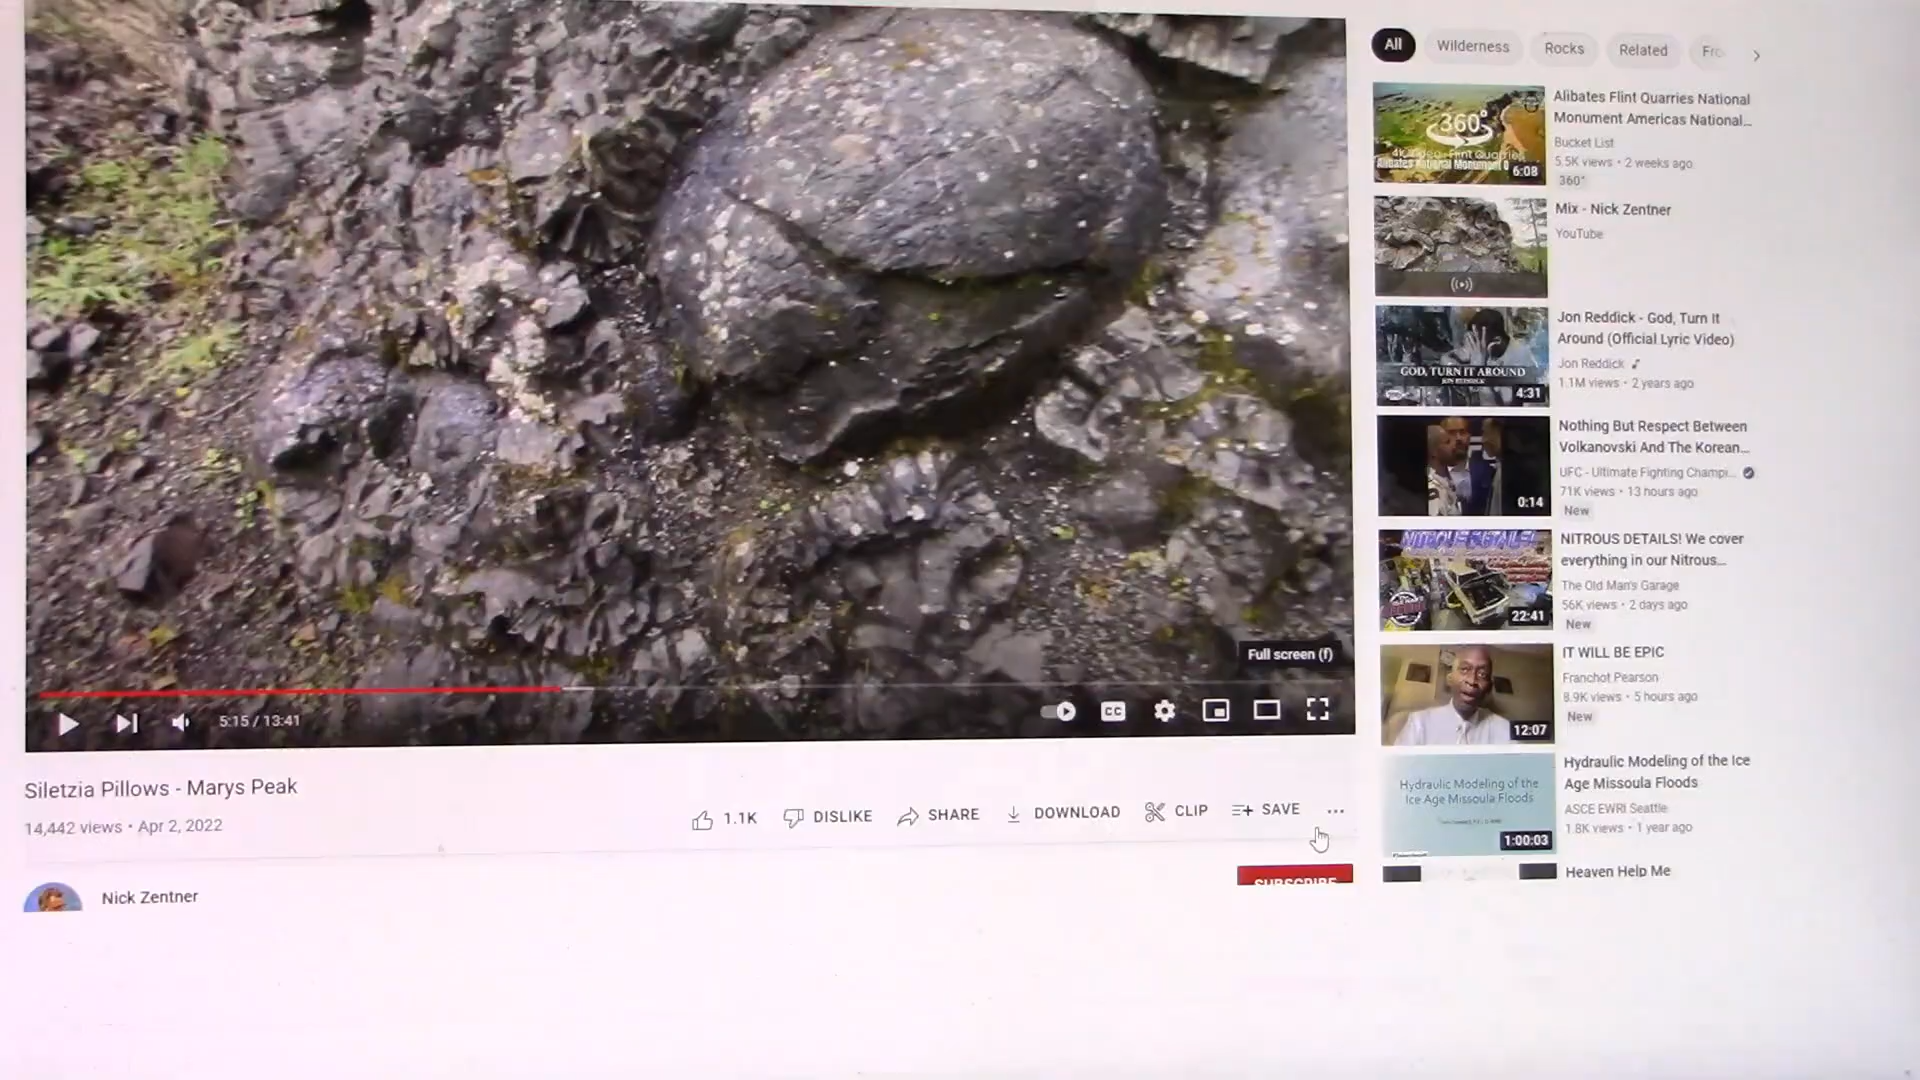 Full screen (f)
5:15 / 13:41
CC
Siletzia Pillows - Marys Peak
14,442 views • Apr 2, 2022
1.1K
DISLIKE
SHARE
DOWNLOAD
CLIP
SAVE
Nick Zentner
SUBSCRIBE
All
Wilderness
Rocks
Related
360°
6:08
Alibates Flint Quarries National
Monument Americas National...
Bucket List
5.5K views • 2 weeks ago
360°
Mix - Nick Zentner
YouTube
GOD, TURN IT AROUND
JON REDDICK
4:31
Jon Reddick - God, Turn It
Around (Official Lyric Video)
Jon Reddick
1.1M views • 2 years ago
0:14
Nothing But Respect Between
Volkanovski And The Korean...
UFC - Ultimate Fighting Champi...
71K views • 13 hours ago
New
22:41
NITROUS DETAILS! We cover
everything in our Nitrous...
The Old Man's Garage
56K views • 2 days ago
New
12:07
IT WILL BE EPIC
Franchot Pearson
8.9K views • 5 hours ago
New
Hydraulic Modeling of the
Ice Age Missoula Floods
1:00:03
Hydraulic Modeling of the Ice
Age Missoula Floods
ASCE EWRI Seattle
1.8K views • 1 year ago
Heaven Help Me